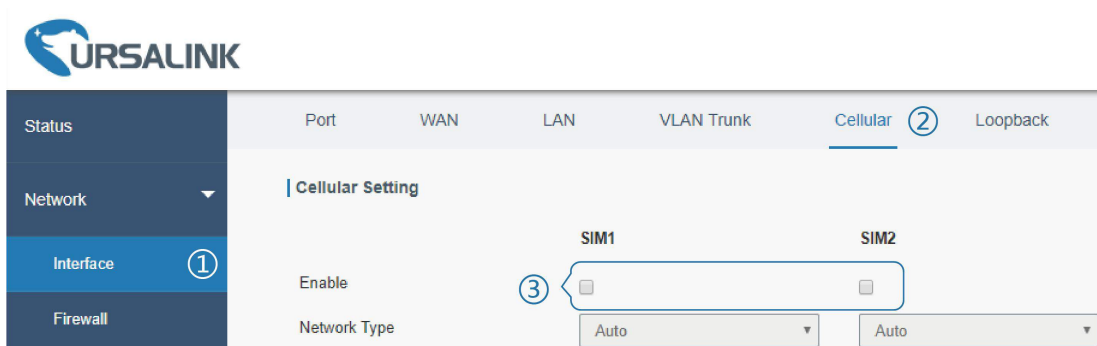 URSALINK
Status
Port WAN LAN VLAN Trunk Cellular ② Loopback
Network
Cellular Setting
SIM1 SIM2
Interface ①
Enable ③
Firewall
Network Type Auto Auto